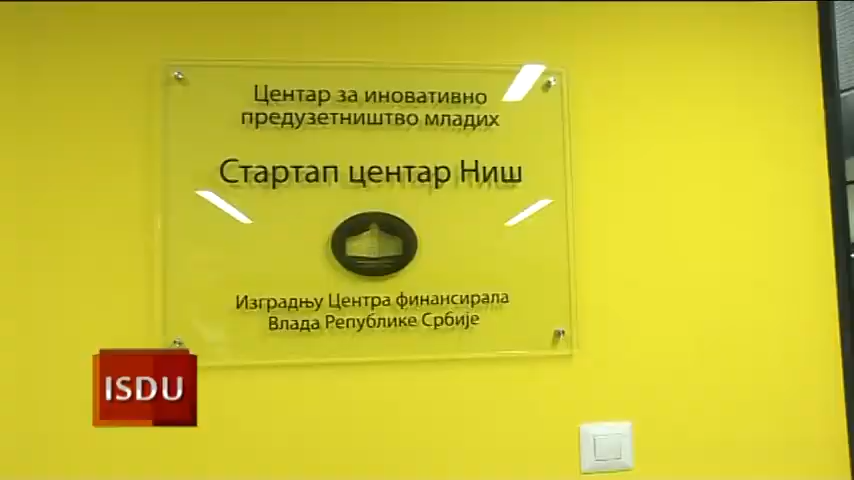 Центар за иновативно
предузетништво младих
Стартап центар Ниш
Изградњу Центра финансирала
Влада Републике Србије
ISDU